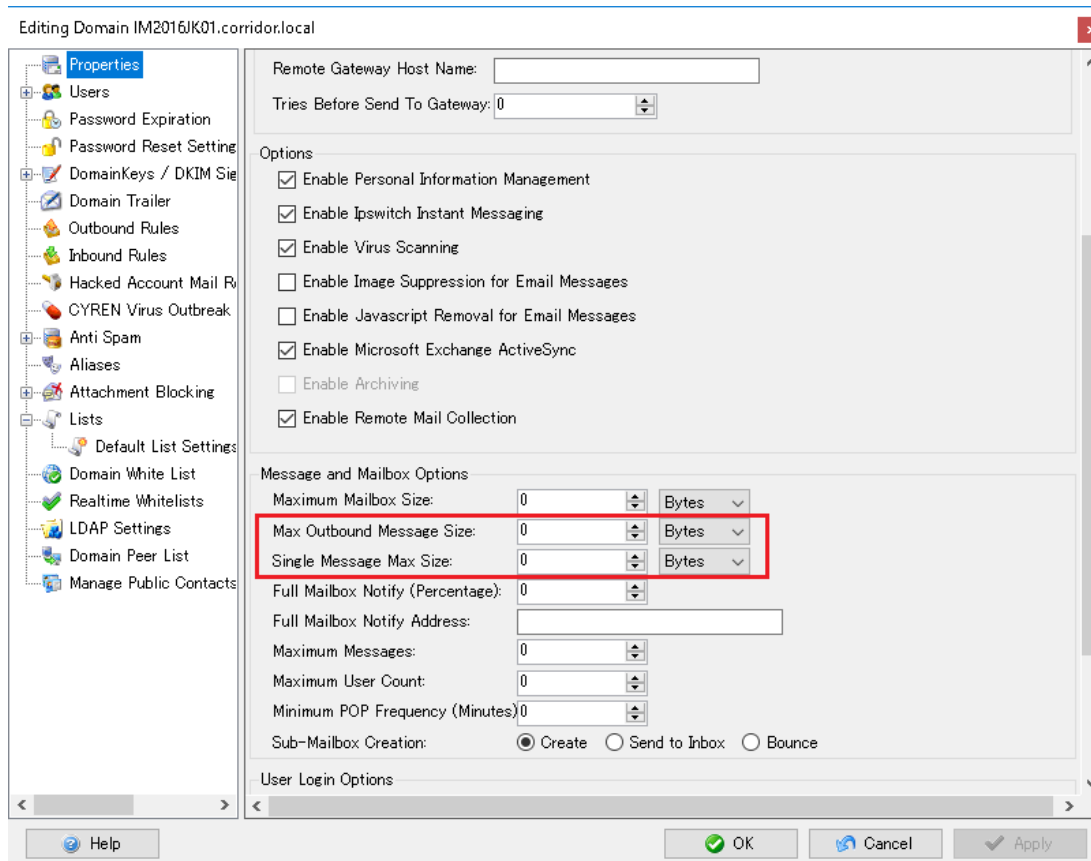 Editing Domain IM2016JK01.corridor.local
Properties
Users
Password Expiration
Password Reset Setting
DomainKeys / DKIM Sig
Domain Trailer
Outbound Rules
Inbound Rules
Hacked Account Mail R
CYREN Virus Outbreak
Anti Spam
Aliases
Attachment Blocking
Lists
Default List Settings
Domain White List
Realtime Whitelists
LDAP Settings
Domain Peer List
Manage Public Contacts
Remote Gateway Host Name:
Tries Before Send To Gateway: 0
Options
Enable Personal Information Management
Enable Ipswitch Instant Messaging
Enable Virus Scanning
Enable Image Suppression for Email Messages
Enable Javascript Removal for Email Messages
Enable Microsoft Exchange ActiveSync
Enable Archiving
Enable Remote Mail Collection
Message and Mailbox Options
Maximum Mailbox Size: 0 Bytes
Max Outbound Message Size: 0 Bytes
Single Message Max Size: 0 Bytes
Full Mailbox Notify (Percentage): 0
Full Mailbox Notify Address:
Maximum Messages: 0
Maximum User Count: 0
Minimum POP Frequency (Minutes) 0
Sub-Mailbox Creation: Create Send to Inbox Bounce
User Login Options
Help OK Cancel Apply